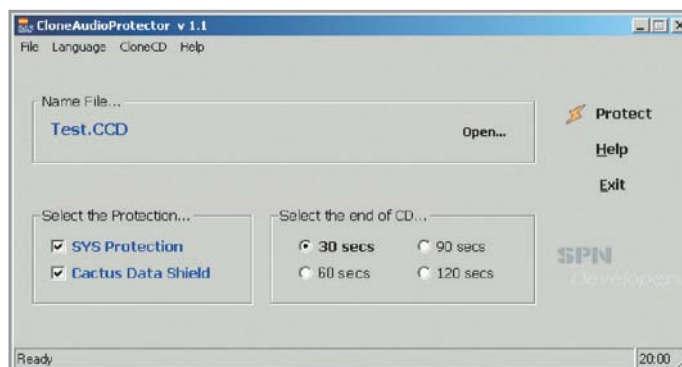 CloneAudioProtector v 1.1
File Language CloneCD Help
Name File...
Test.CCD
Open...
Protect
Help
Exit
Select the Protection...
SYS Protection
Cactus Data Shield
Select the end of CD...
30 secs
90 secs
60 secs
120 secs
SPN
Developers
Ready
20:00